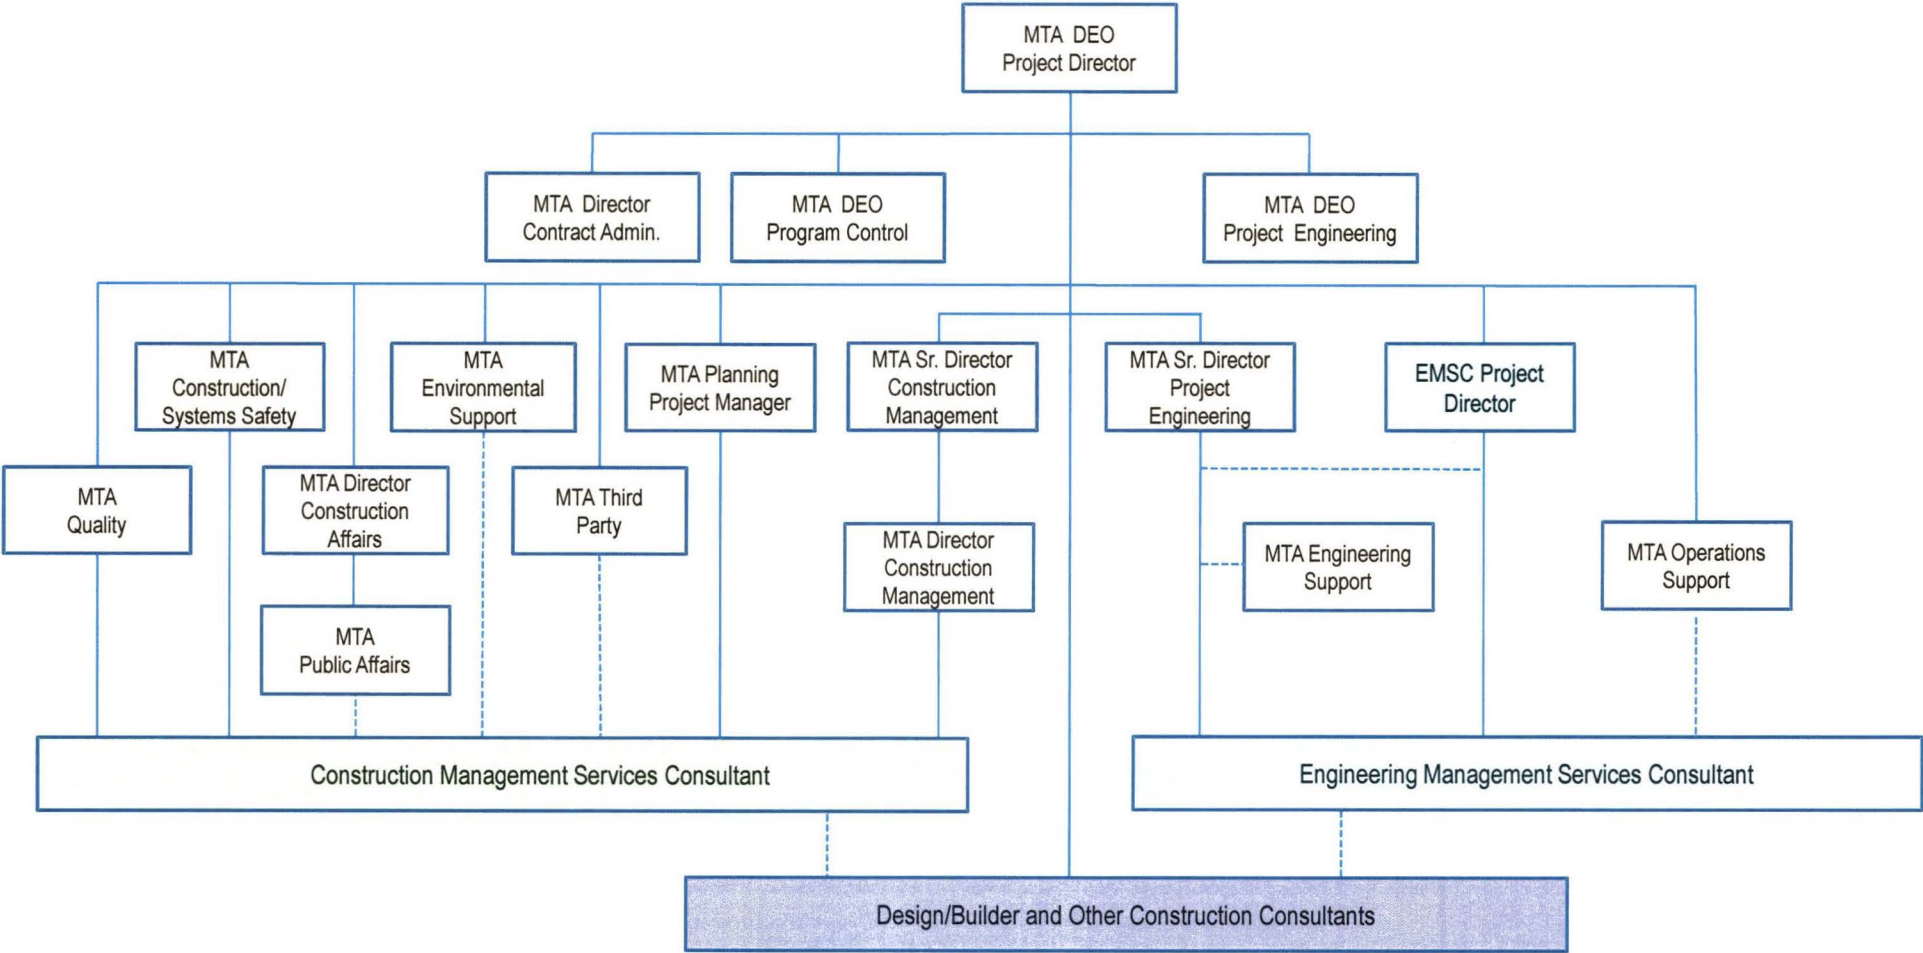 MTA DEO
Project Director
MTA Director
Contract Admin.
MTA DEO
Program Control
MTA DEO
Project Engineering
MTA
Construction/
Systems Safety
MTA
Environmental
Support
MTA Planning
Project Manager
MTA Sr. Director
Construction
Management
MTA Sr. Director
Project
Engineering
EMSC Project
Director
MTA
Quality
MTA Director
Construction
Affairs
MTA Third
Party
MTA Director
Construction
Management
MTA Engineering
Support
MTA Operations
Support
MTA
Public Affairs
Construction Management Services Consultant
Engineering Management Services Consultant
Design/Builder and Other Construction Consultants